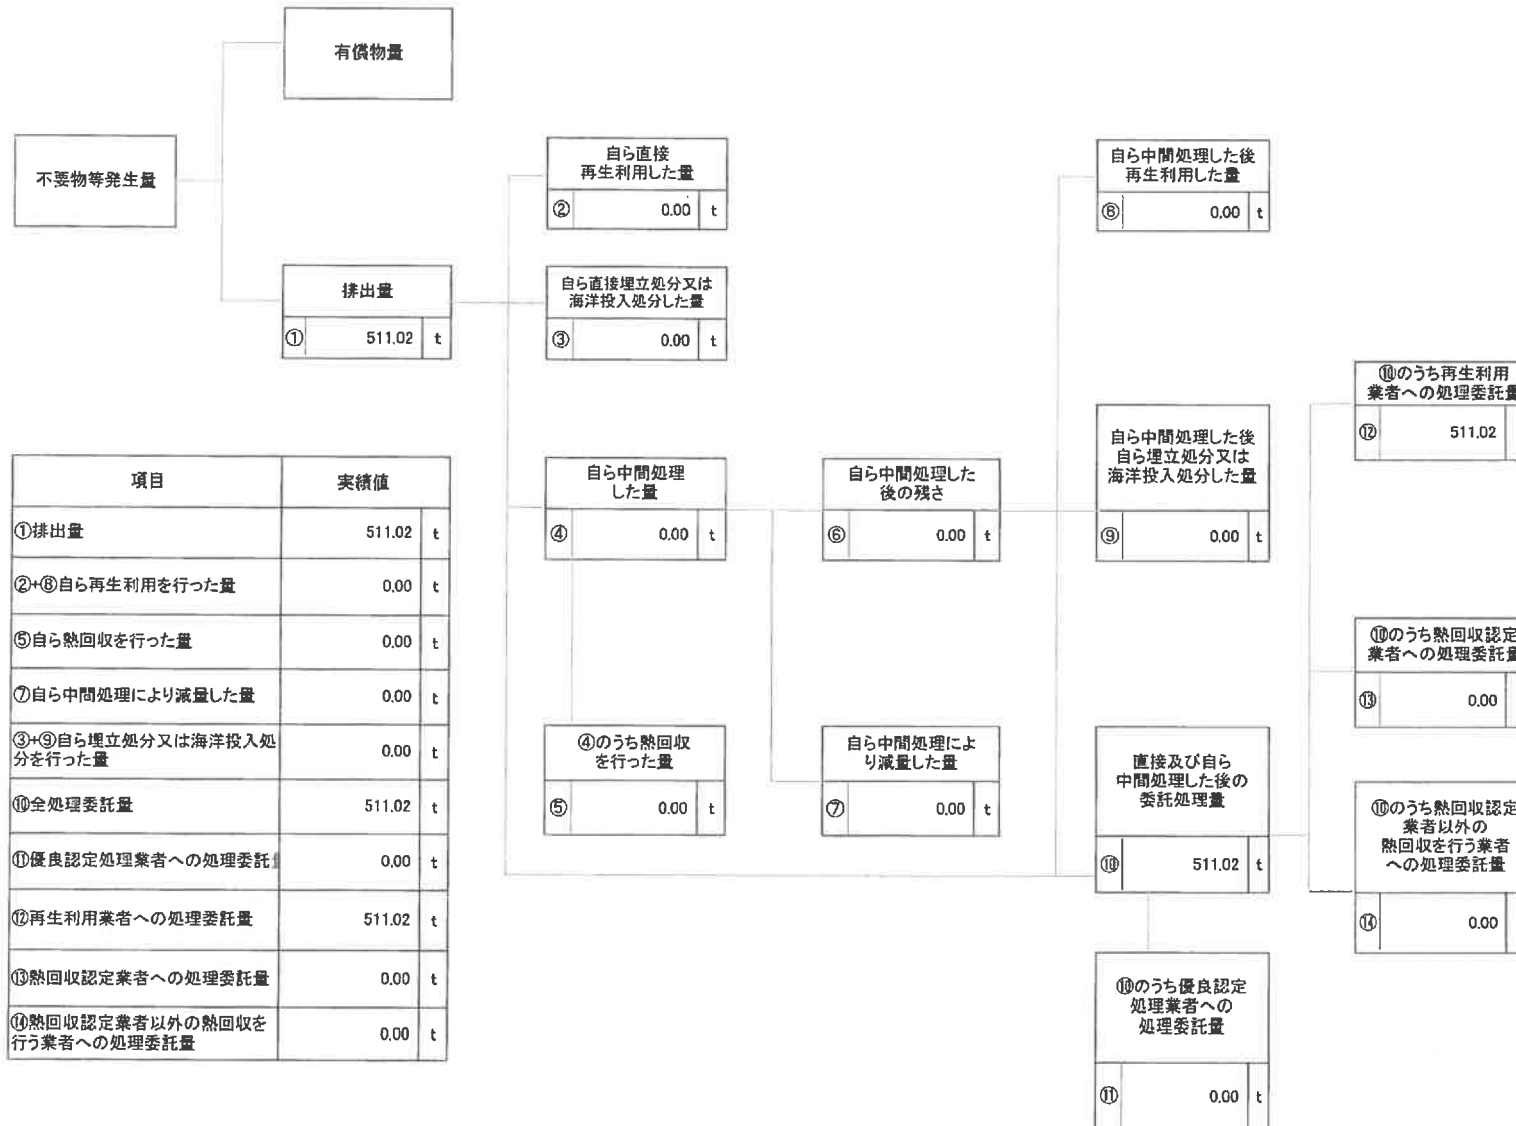 有償物量
不要物等発生量
排出量
① 511.02 t
自ら直接
再生利用した量
② 0.00 t
自ら直接埋立処分又は
海洋投入処分した量
③ 0.00 t
自ら中間処理
した量
④ 0.00 t
④のうち熱回収
を行った量
⑤ 0.00 t
自ら中間処理した
後の残さ
⑥ 0.00 t
自ら中間処理によ
り減量した量
⑦ 0.00 t
自ら中間処理した後
再生利用した量
⑧ 0.00 t
自ら中間処理した後
自ら埋立処分又は
海洋投入処分した量
⑨ 0.00 t
直接及び自ら
中間処理した後の
委託処理量
⑩ 511.02 t
⑩のうち優良認定
処理業者への
処理委託量
⑪ 0.00 t
⑩のうち再生利用
業者への処理委託量
⑫ 511.02
⑩のうち熱回収認定
業者への処理委託量
⑬ 0.00
⑩のうち熱回収認定
業者以外の
熱回収を行う業者
への処理委託量
⑭ 0.00
項目 実績値
①排出量 511.02 t
②+⑧自ら再生利用を行った量 0.00 t
⑤自ら熱回収を行った量 0.00 t
⑦自ら中間処理により減量した量 0.00 t
③+⑨自ら埋立処分又は海洋投入処
分を行った量 0.00 t
⑩全処理委託量 511.02 t
⑪優良認定処理業者への処理委託量 0.00 t
⑫再生利用業者への処理委託量 511.02 t
⑬熱回収認定業者への処理委託量 0.00 t
⑭熱回収認定業者以外の熱回収を
行う業者への処理委託量 0.00 t